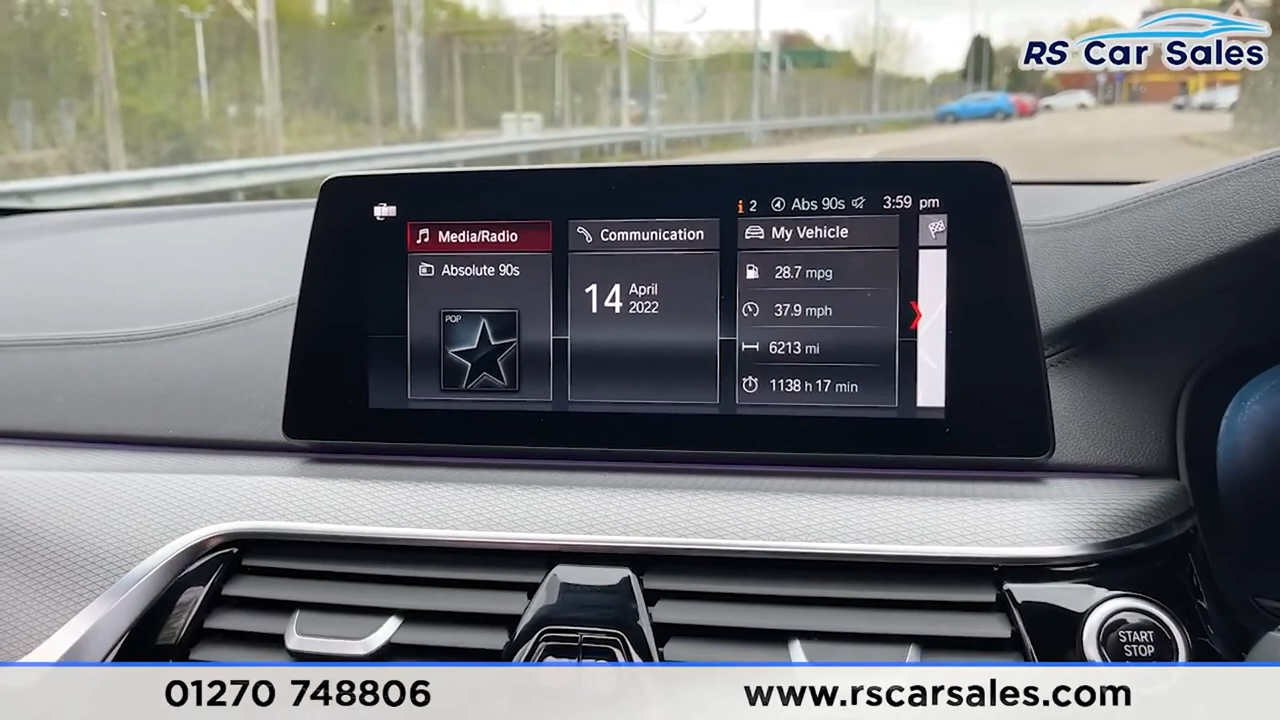 RS Car Sales
i 2 Abs 90s 3:59 pm
Media/Radio
Absolute 90s
POP
Communication
14 April
2022
My Vehicle
28.7 mpg
37.9 mph
6213 mi
1138 h 17 min
START
STOP
01270 748806
www.rscarsales.com